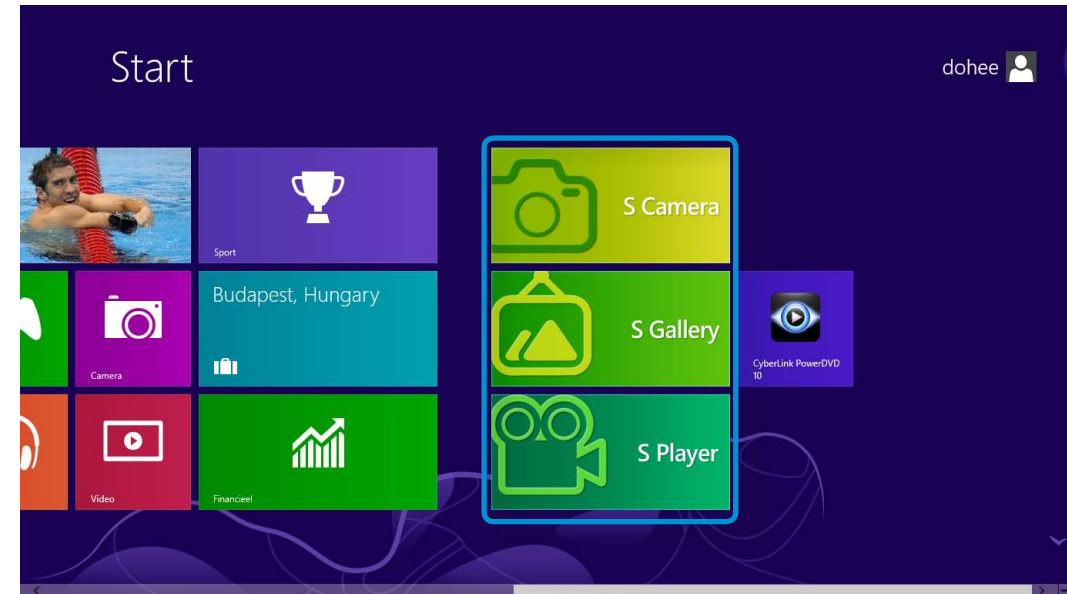 Start
dohee
Sport
S Camera
Budapest, Hungary
S Gallery
Camera
CyberLink PowerDVD
10
S Player
Video
Financieel